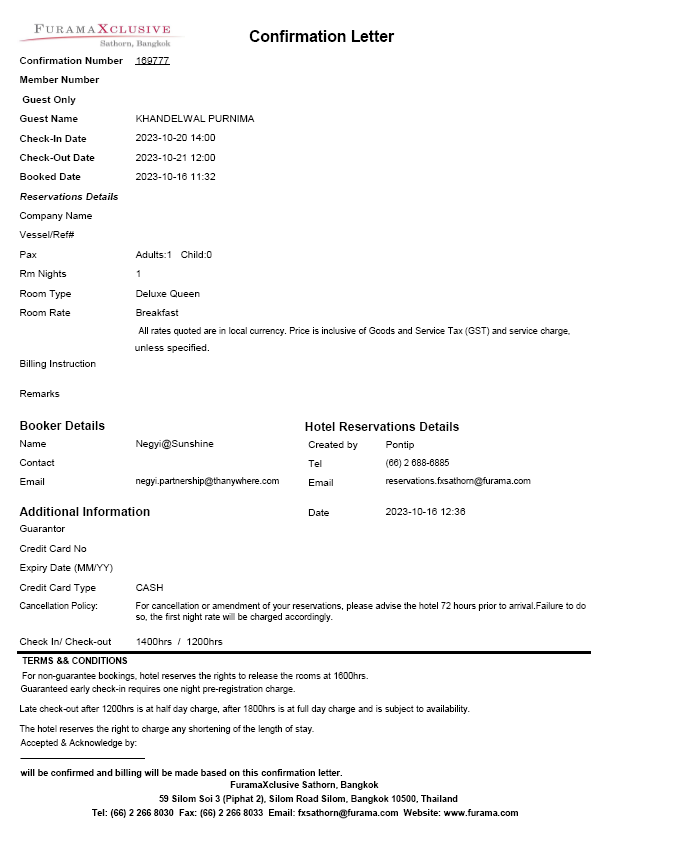 FURAMAXCLUSIVE
Sathorn, Bangkok
Confirmation Letter
Confirmation Number 169777
Member Number
Guest Only
Guest Name KHANDELWAL PURNIMA
Check-In Date 2023-10-20 14:00
Check-Out Date 2023-10-21 12:00
Booked Date 2023-10-16 11:32
Reservations Details
Company Name
Vessel/Ref#
Pax Adults:1 Child:0
Rm Nights 1
Room Type Deluxe Queen
Room Rate Breakfast
All rates quoted are in local currency. Price is inclusive of Goods and Service Tax (GST) and service charge,
unless specified.
Billing Instruction
Remarks
Booker Details Hotel Reservations Details
Name Negyi@Sunshine Created by Pontip
Contact Tel (66) 2 688-6885
Email negyi.partnership@thanywhere.com Email reservations.fxsathorn@furama.com
Additional Information Date 2023-10-16 12:36
Guarantor
Credit Card No
Expiry Date (MM/YY)
Credit Card Type CASH
Cancellation Policy: For cancellation or amendment of your reservations, please advise the hotel 72 hours prior to arrival.Failure to do
so, the first night rate will be charged accordingly.
Check In/ Check-out 1400hrs / 1200hrs
TERMS && CONDITIONS
For non-guarantee bookings, hotel reserves the rights to release the rooms at 1600hrs.
Guaranteed early check-in requires one night pre-registration charge.
Late check-out after 1200hrs is at half day charge, after 1800hrs is at full day charge and is subject to availability.
The hotel reserves the right to charge any shortening of the length of stay.
Accepted & Acknowledge by:
will be confirmed and billing will be made based on this confirmation letter.
FuramaXclusive Sathorn, Bangkok
59 Silom Soi 3 (Piphat 2), Silom Road Silom, Bangkok 10500, Thailand
Tel: (66) 2 266 8030 Fax: (66) 2 266 8033 Email: fxsathorn@furama.com Website: www.furama.com